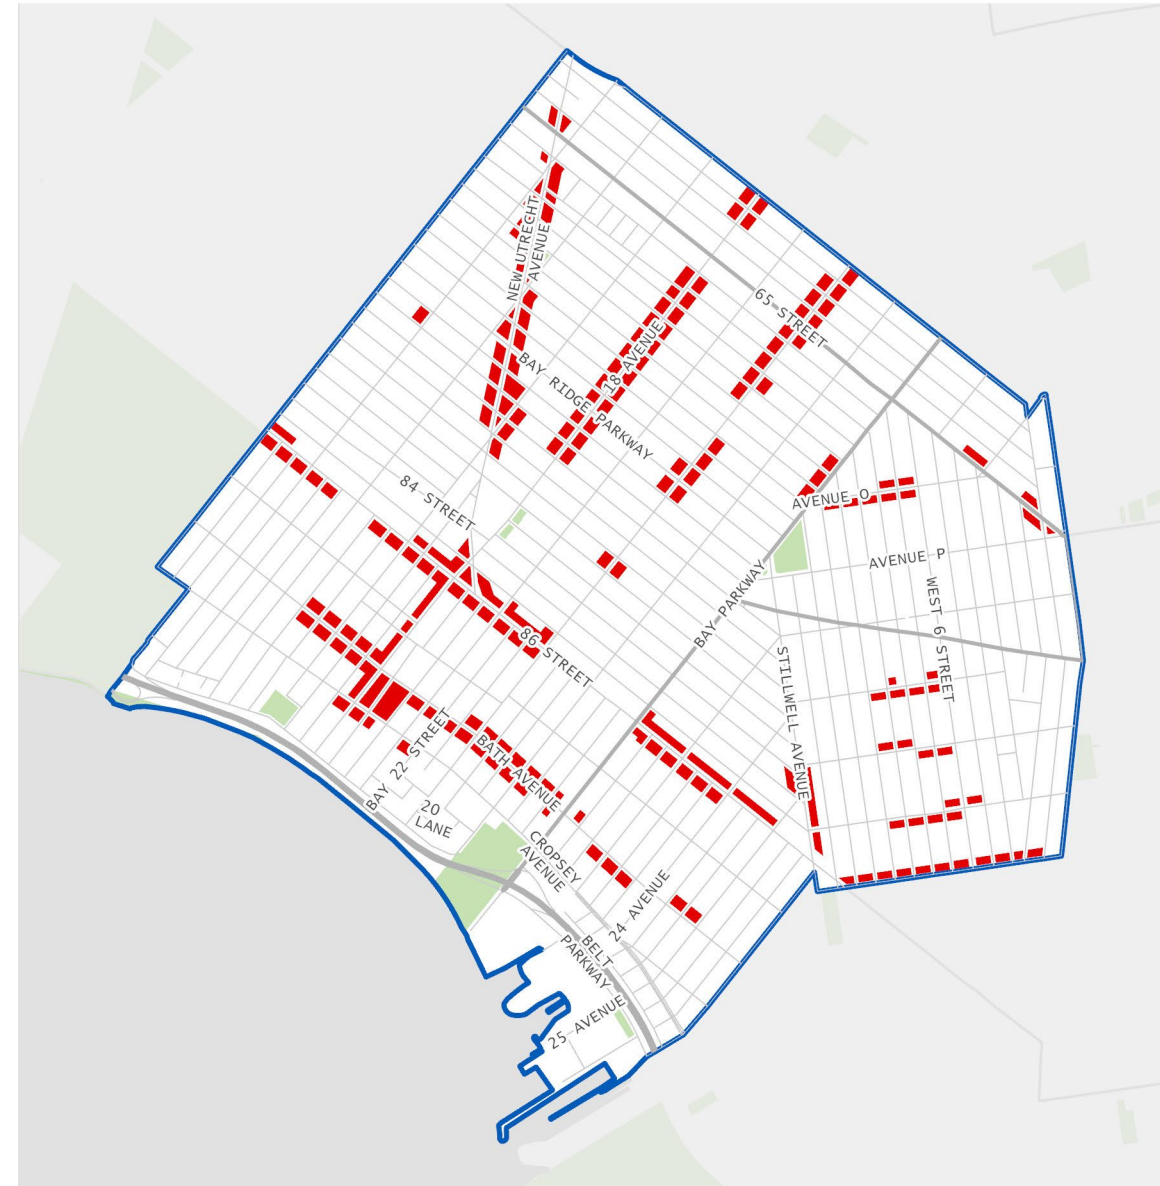 NEW UTRECHT
AVENUE
65 STREET
18 AVENUE
BAY RIDGE PARKWAY
84 STREET
AVENUE O
AVENUE P
WEST 6 STREET
BAY PARKWAY
86 STREET
STILLWELL AVENUE
BAY 22 STREET
BATH AVENUE
20
LANE
CROPSEY
AVENUE
24 AVENUE
BELT
PARKWAY
25 AVENUE